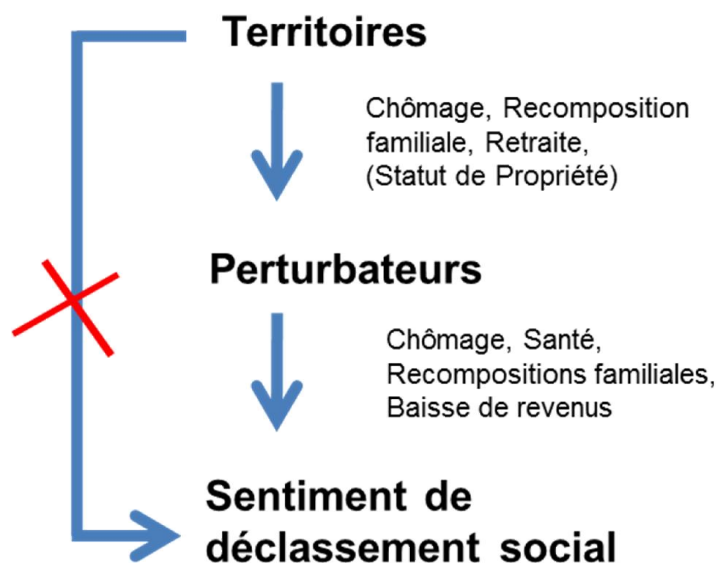 Territoires
Chômage, Recomposition
familiale, Retraite,
(Statut de Propriété)
Perturbateurs
Chômage, Santé,
Recompositions familiales,
Baisse de revenus
Sentiment de
déclassement social